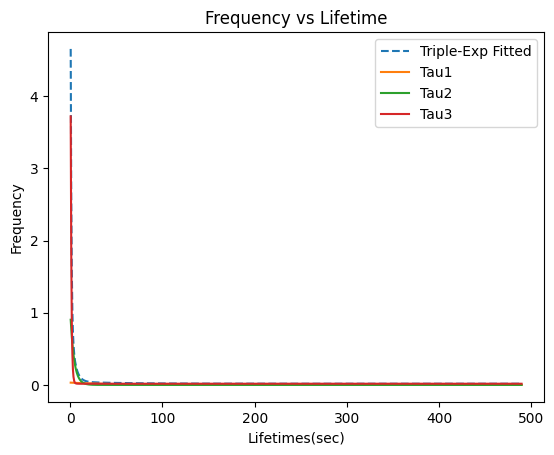 Frequency vs Lifetime
Triple-Exp Fitted
Tau1
Tau2
Tau3
4
3
2
1
0
Frequency
0 100 200 300 400 500
Lifetimes(sec)